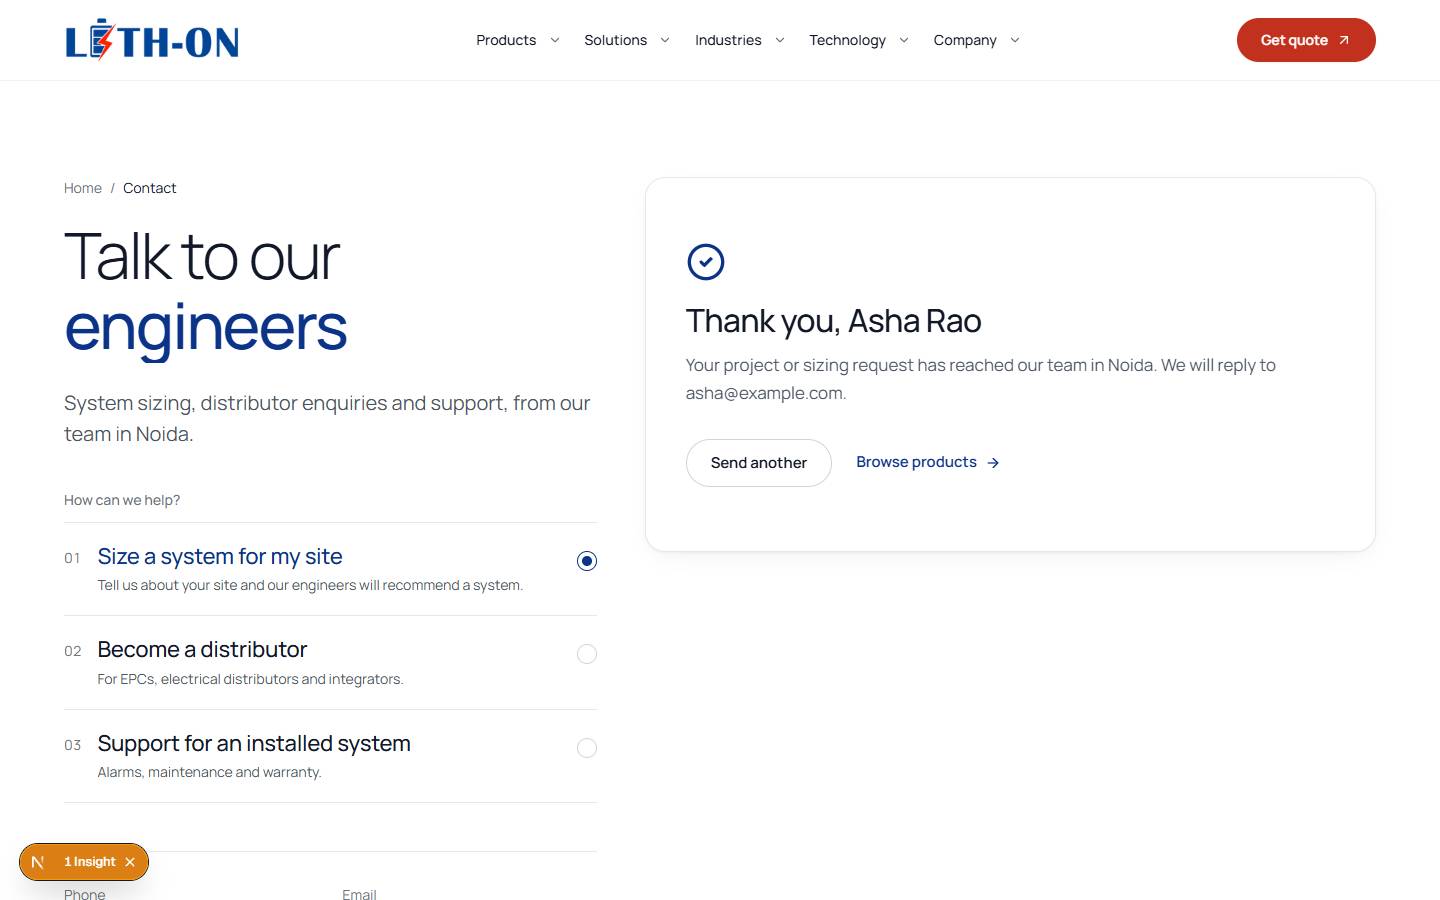 LITH-ON
Products
Solutions
Industries
Technology
Company
Get quote
Home / Contact
Talk to our
engineers
System sizing, distributor enquiries and support, from our
team in Noida.
How can we help?
01 Size a system for my site
Tell us about your site and our engineers will recommend a system.
02 Become a distributor
For EPCs, electrical distributors and integrators.
03 Support for an installed system
Alarms, maintenance and warranty.
Phone
Email
Thank you, Asha Rao
Your project or sizing request has reached our team in Noida. We will reply to
asha@example.com.
Send another
Browse products
N 1 Insight